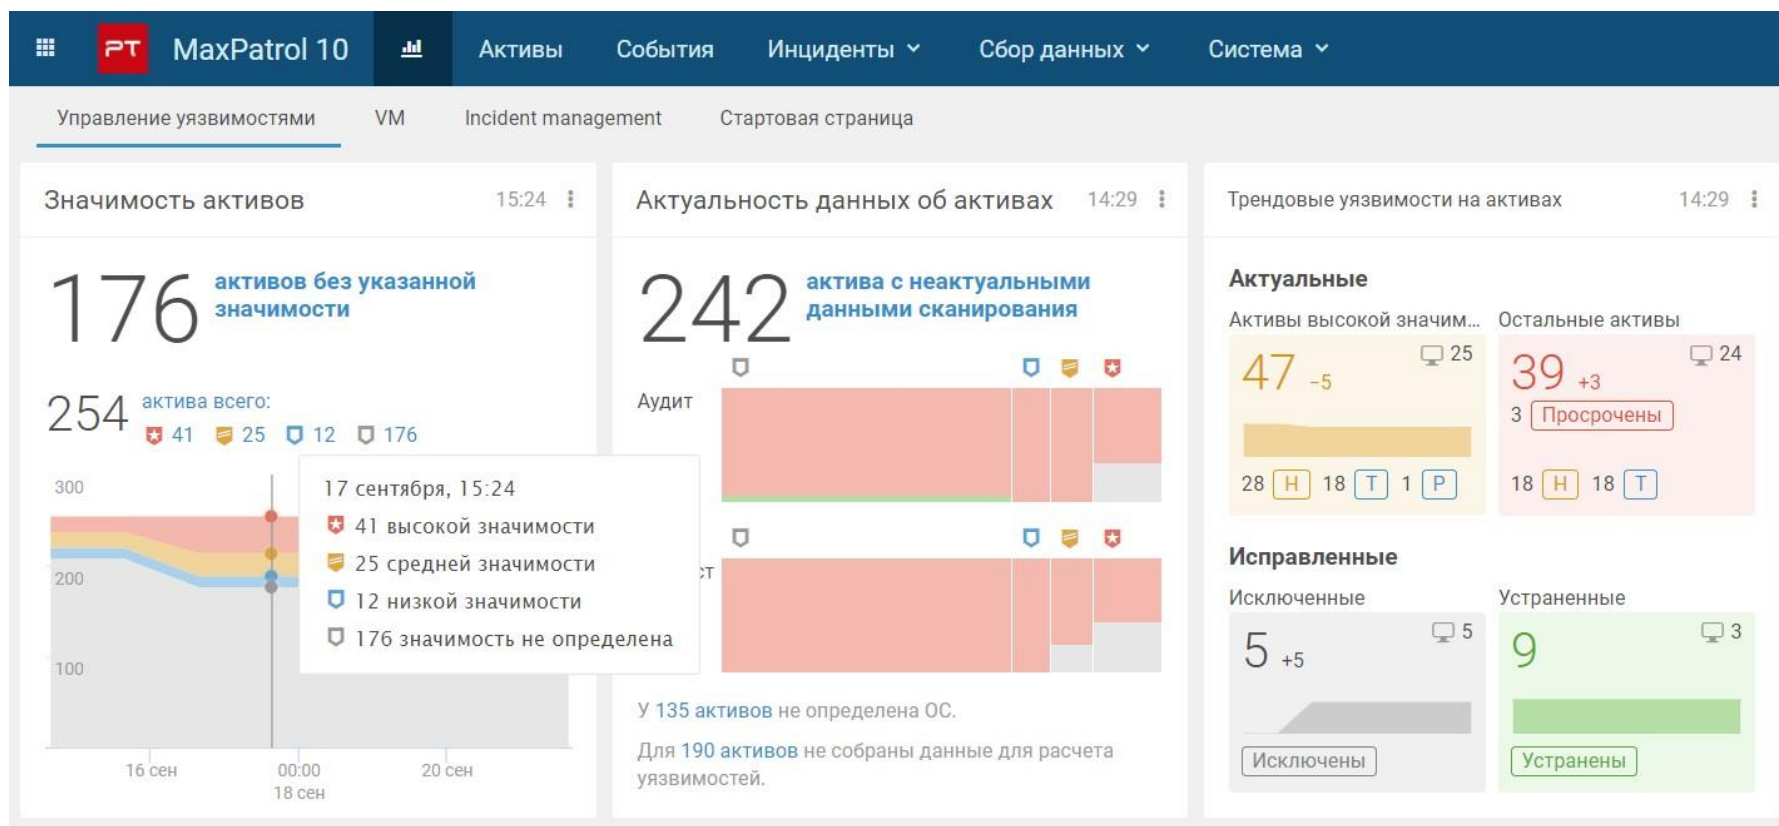 PT MaxPatrol 10 Активы События Инциденты Сбор данных Система
Управление уязвимостями VM Incident management Стартовая страница
Значимость активов 15:24
176 активов без указанной
значимости
254 актива всего:
41 25 12 176
300
200
100
17 сентября, 15:24
41 высокой значимости
25 средней значимости
12 низкой значимости
176 значимость не определена
16 сен 00:00 20 сен
18 сен
Актуальность данных об активах 14:29
242 актива с неактуальными
данными сканирования
Аудит
ст
У 135 активов не определена ОС.
Для 190 активов не собраны данные для расчета
уязвимостей.
Трендовые уязвимости на активах 14:29
Актуальные
Активы высокой значим... Остальные активы
47 -5 25
39 +3 24
3 Просрочены
28 Н 18 Т 1 Р
18 Н 18 Т
Исправленные
Исключенные Устраненные
5 +5 5
9 3
Исключены Устранены